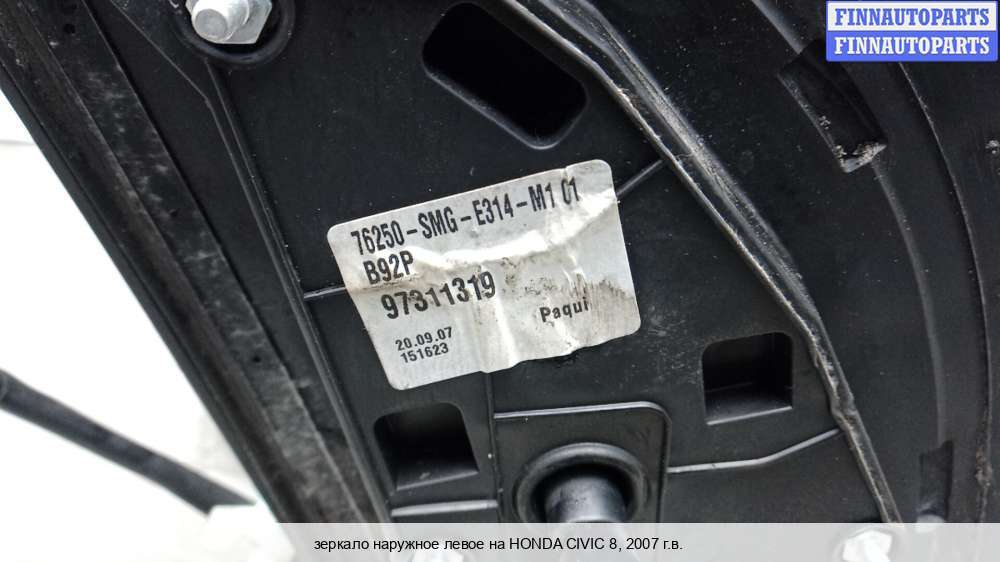 FINNAUTOPARTS
FINNAUTOPARTS
76250-SMG-E314-M1 01
B92P
97311319
Paqui
20.09.07
151623
зеркало наружное левое на HONDA CIVIC 8, 2007 г.в.